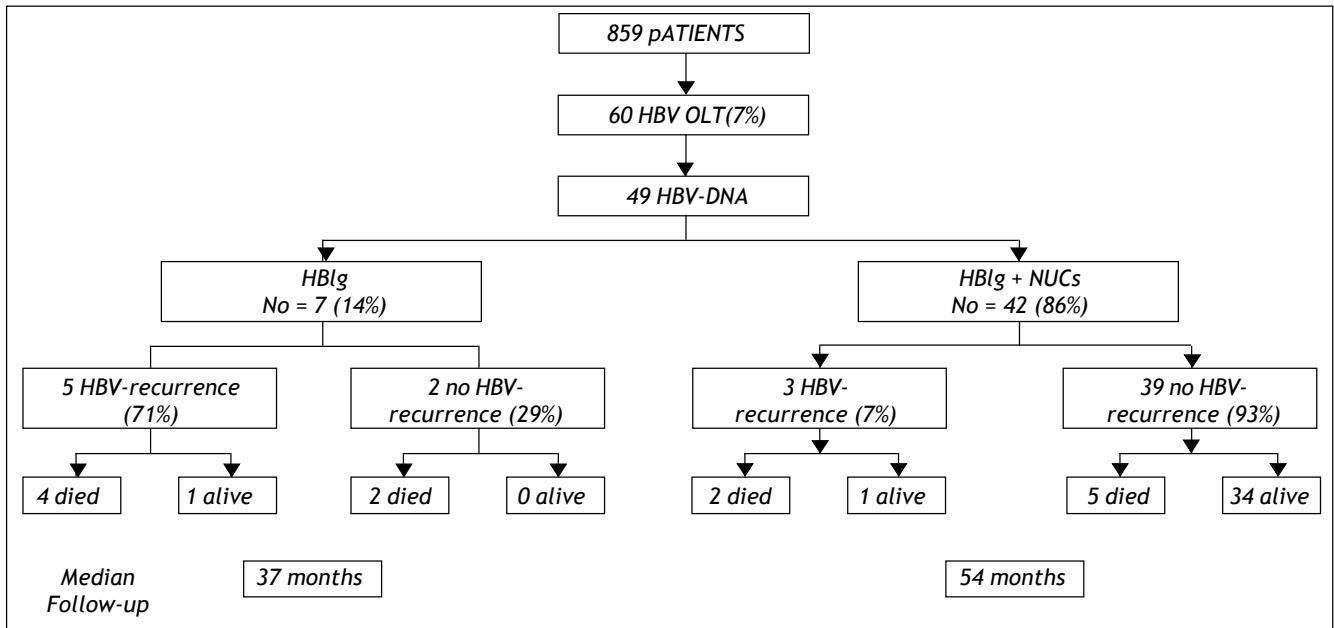 859 pATIENTS
60 HBV OLT(7%)
49 HBV-DNA
HBlg
No = 7 (14%)
HBlg + NUCs
No = 42 (86%)
5 HBV-recurrence
(71%)
2 no HBV-
recurrence (29%)
3 HBV-
recurrence (7%)
39 no HBV-
recurrence (93%)
4 died
1 alive
2 died
0 alive
2 died
1 alive
5 died
34 alive
Median
Follow-up
37 months
54 months